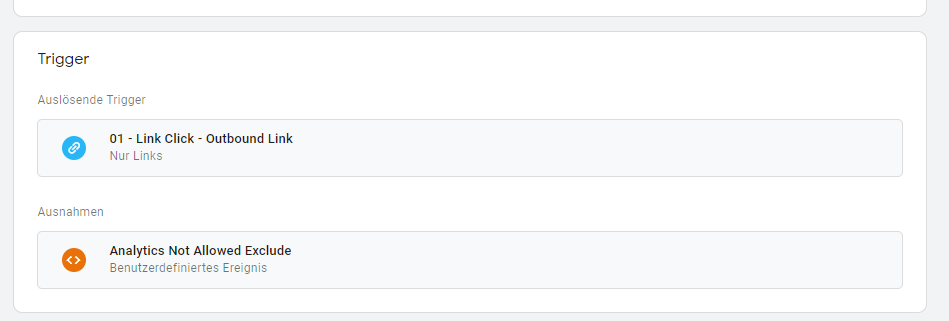 Trigger
Auslösende Trigger
01 - Link Click - Outbound Link
Nur Links
Ausnahmen
Analytics Not Allowed Exclude
Benutzerdefiniertes Ereignis